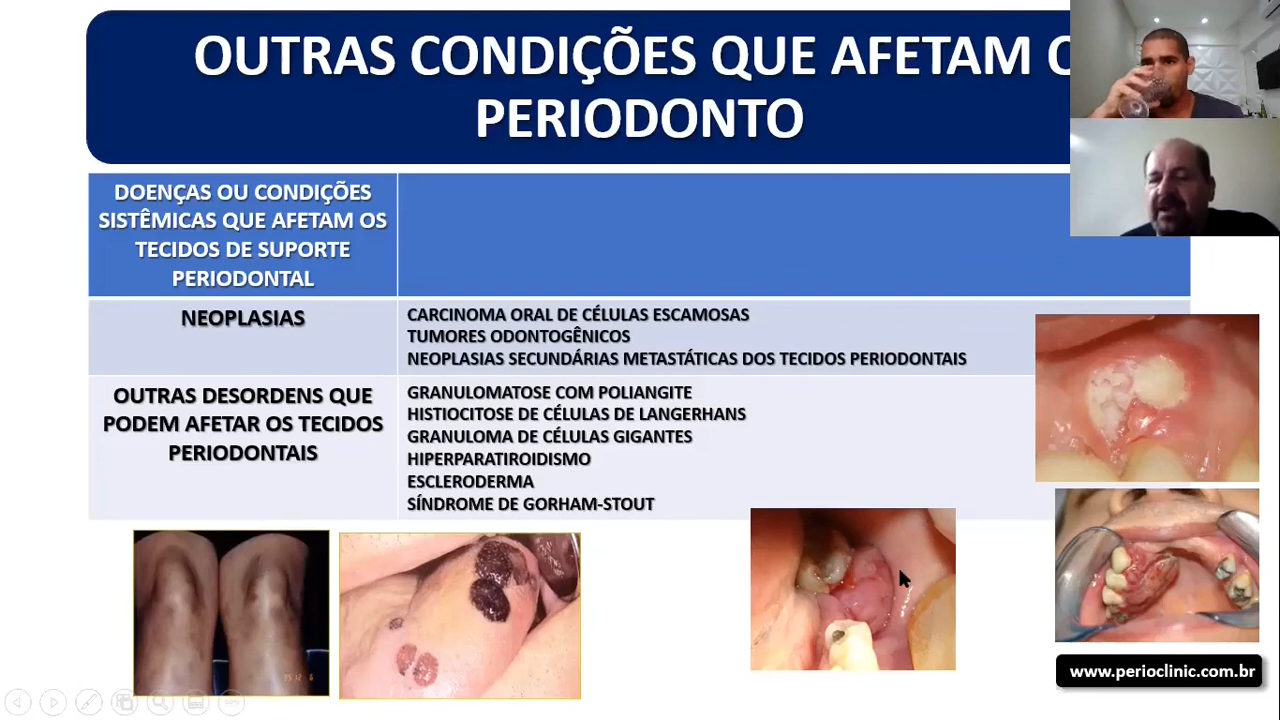 OUTRAS CONDIÇÕES QUE AFETAM O
PERIODONTO
DOENÇAS OU CONDIÇÕES
SISTÊMICAS QUE AFETAM OS
TECIDOS DE SUPORTE
PERIODONTAL
NEOPLASIAS
CARCINOMA ORAL DE CÉLULAS ESCAMOSAS
TUMORES ODONTOGÊNICOS
NEOPLASIAS SECUNDÁRIAS METASTÁTICAS DOS TECIDOS PERIODONTAIS
OUTRAS DESORDENS QUE
PODEM AFETAR OS TECIDOS
PERIODONTAIS
GRANULOMATOSE COM POLIANGITE
HISTIOCITOSE DE CÉLULAS DE LANGERHANS
GRANULOMA DE CÉLULAS GIGANTES
HIPERPARATIROIDISMO
ESCLERODERMA
SÍNDROME DE GORHAM-STOUT
www.perioclinic.com.br